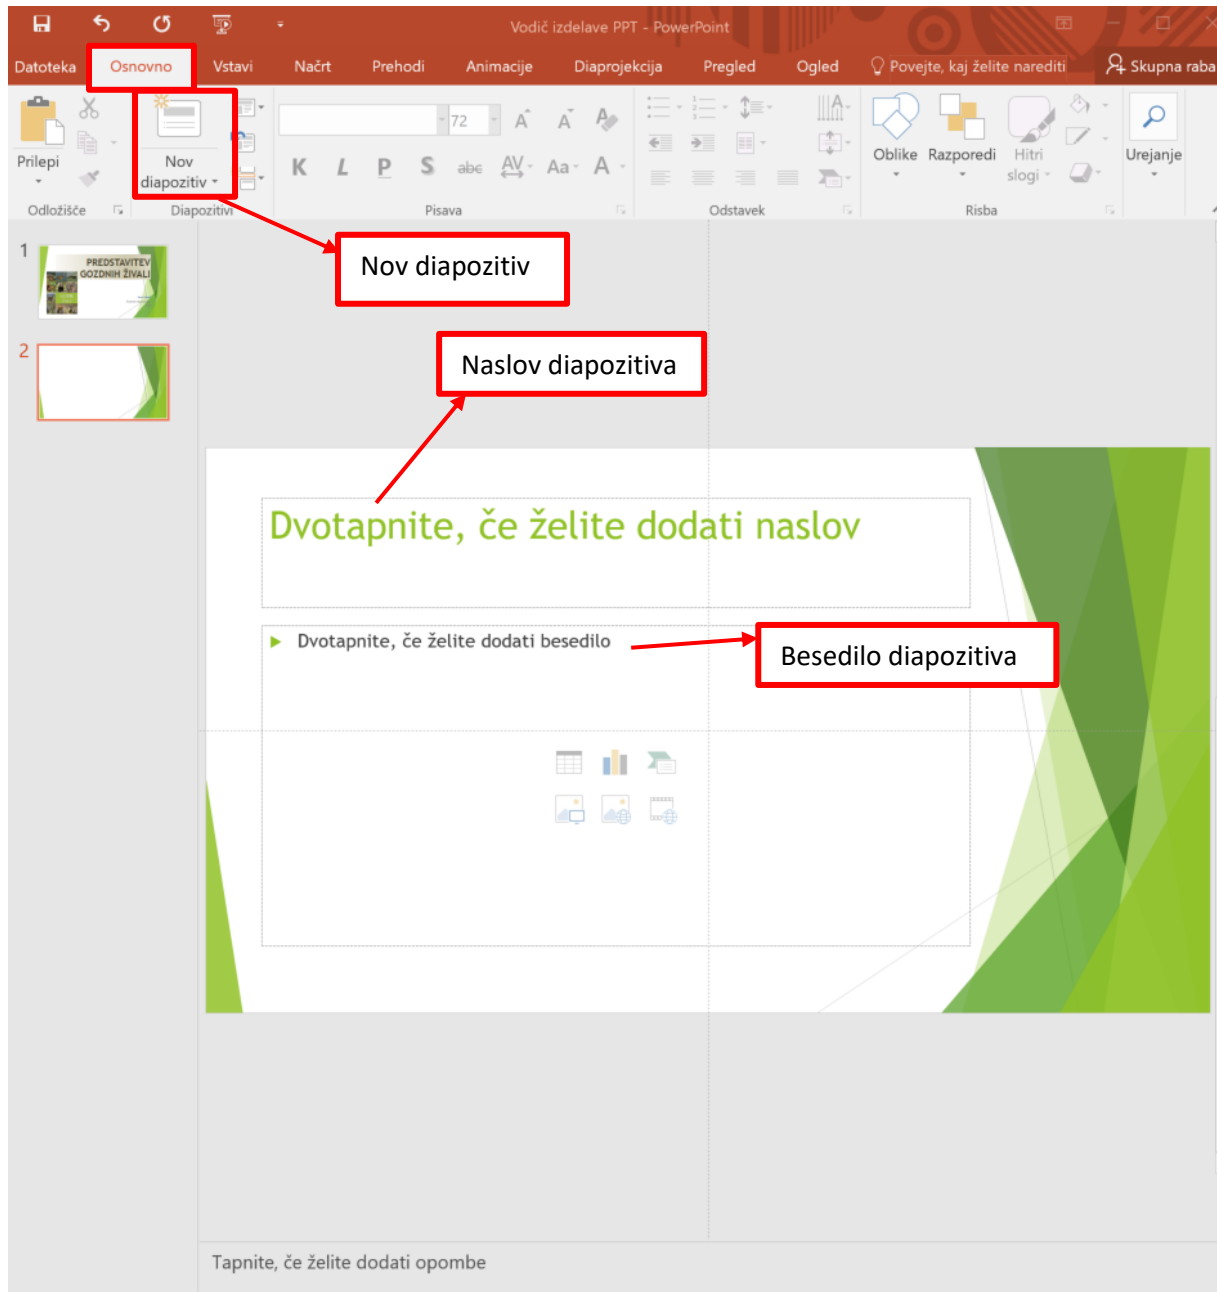 Vodič izdelave PPT - PowerPoint
Datoteka Osnovno Vstavi Načrt Prehodi Animacije Diaprojekcija Pregled Ogled Povejte, kaj želite narediti Skupna raba
Prilepi
Nov
diapozitiv
72
K L P S abc AV Aa A
Oblike Razporedi Hitri
slogi
Urejanje
Odložišče Diapozitivi Pisava Odstavek Risba
1
PREDSTAVITEV
GOZDNIH ŽIVALI
2
Nov diapozitiv
Naslov diapozitiva
Dvotapnite, če želite dodati naslov
Dvotapnite, če želite dodati besedilo
Besedilo diapozitiva
Tapnite, če želite dodati opombe